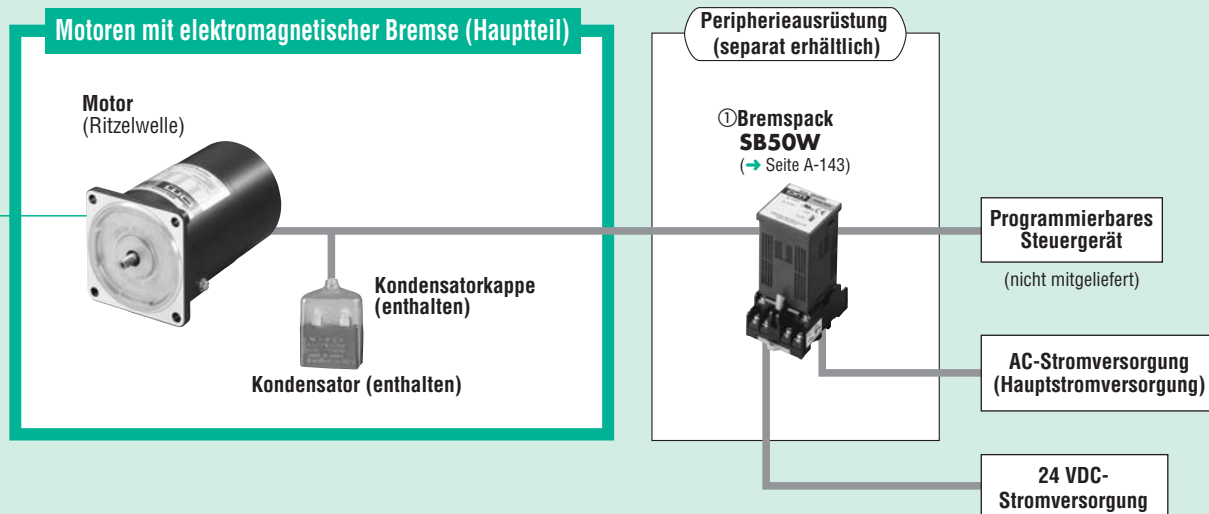 Motoren mit elektromagnetischer Bremse (Hauptteil)
Peripherieausrüstung
(separat erhältlich)
Motor
(Ritzelwelle)
①Bremspack
SB50W
(➜ Seite A-143)
Kondensatorkappe
(enthalten)
Kondensator (enthalten)
Programmierbares
Steuergerät
(nicht mitgeliefert)
AC-Stromversorgung
(Hauptstromversorgung)
24 VDC-
Stromversorgung